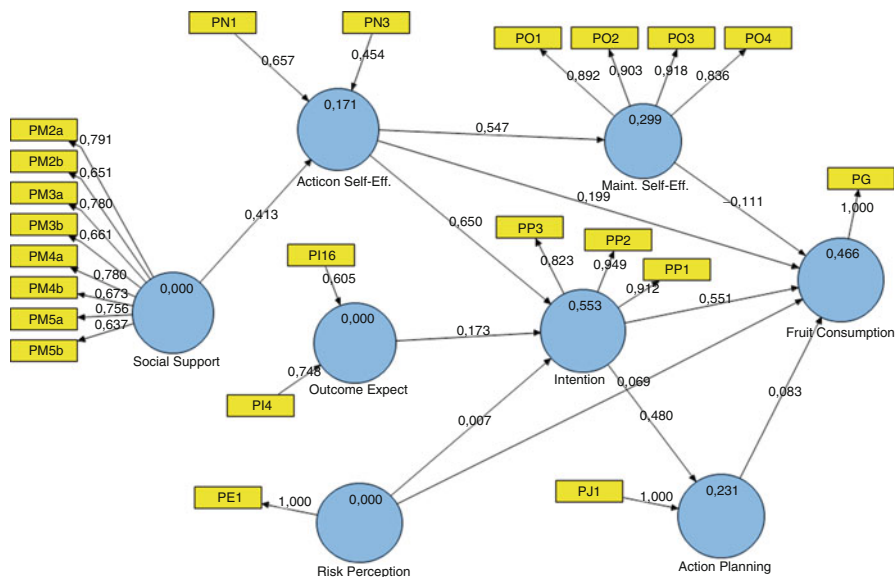 PN1
PN3
PO1
PO2
PO3
PO4
0,657
0,454
0,892
0,903
0,918
0,836
0,171
0,299
PM2a
0,791
PM2b
0,651
PM3a
0,780
PM3b
0,661
PM4a
0,780
PM4b
0,673
PM5a
0,756
PM5b
0,637
0,547
Acticon Self-Eff.
Maint. Self-Eff.
PG
1,000
0,199
–0,111
0,413
0,650
PP3
PP2
PP1
PI16
0,605
0,823
0,949
0,912
0,466
0,000
Social Support
0,000
0,553
0,551
Fruit Consumption
0,173
Outcome Expect
Intention
0,748
PI4
0,069
0,083
0,007
0,480
PE1
1,000
0,000
PJ1
1,000
0,231
Risk Perception
Action Planning